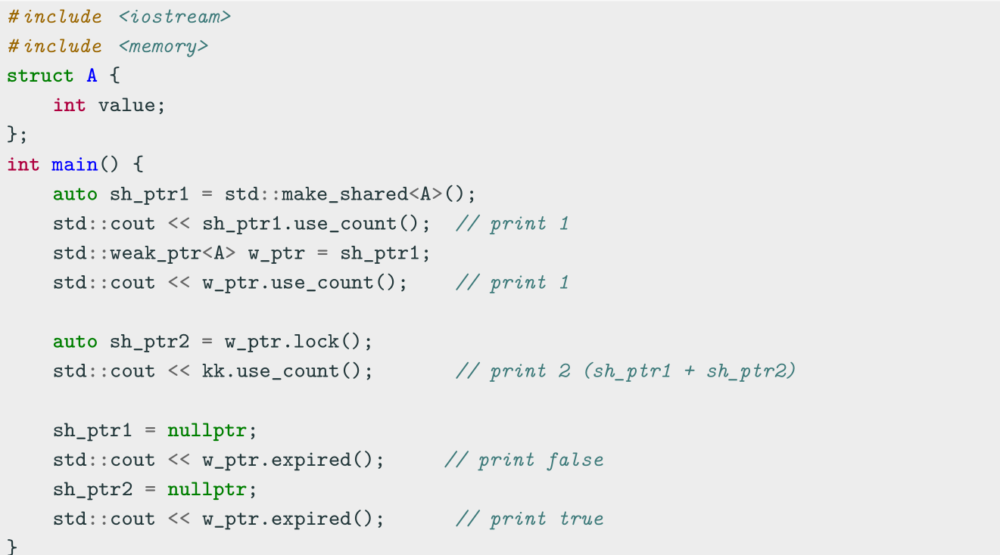 #include <iostream>
#include <memory>
struct A {
    int value;
};
int main() {
    auto sh_ptr1 = std::make_shared<A>();
    std::cout << sh_ptr1.use_count();  // print 1
    std::weak_ptr<A> w_ptr = sh_ptr1;
    std::cout << w_ptr.use_count();    // print 1
    auto sh_ptr2 = w_ptr.lock();
    std::cout << kk.use_count();       // print 2 (sh_ptr1 + sh_ptr2)
    sh_ptr1 = nullptr;
    std::cout << w_ptr.expired();     // print false
    sh_ptr2 = nullptr;
    std::cout << w_ptr.expired();      // print true
}